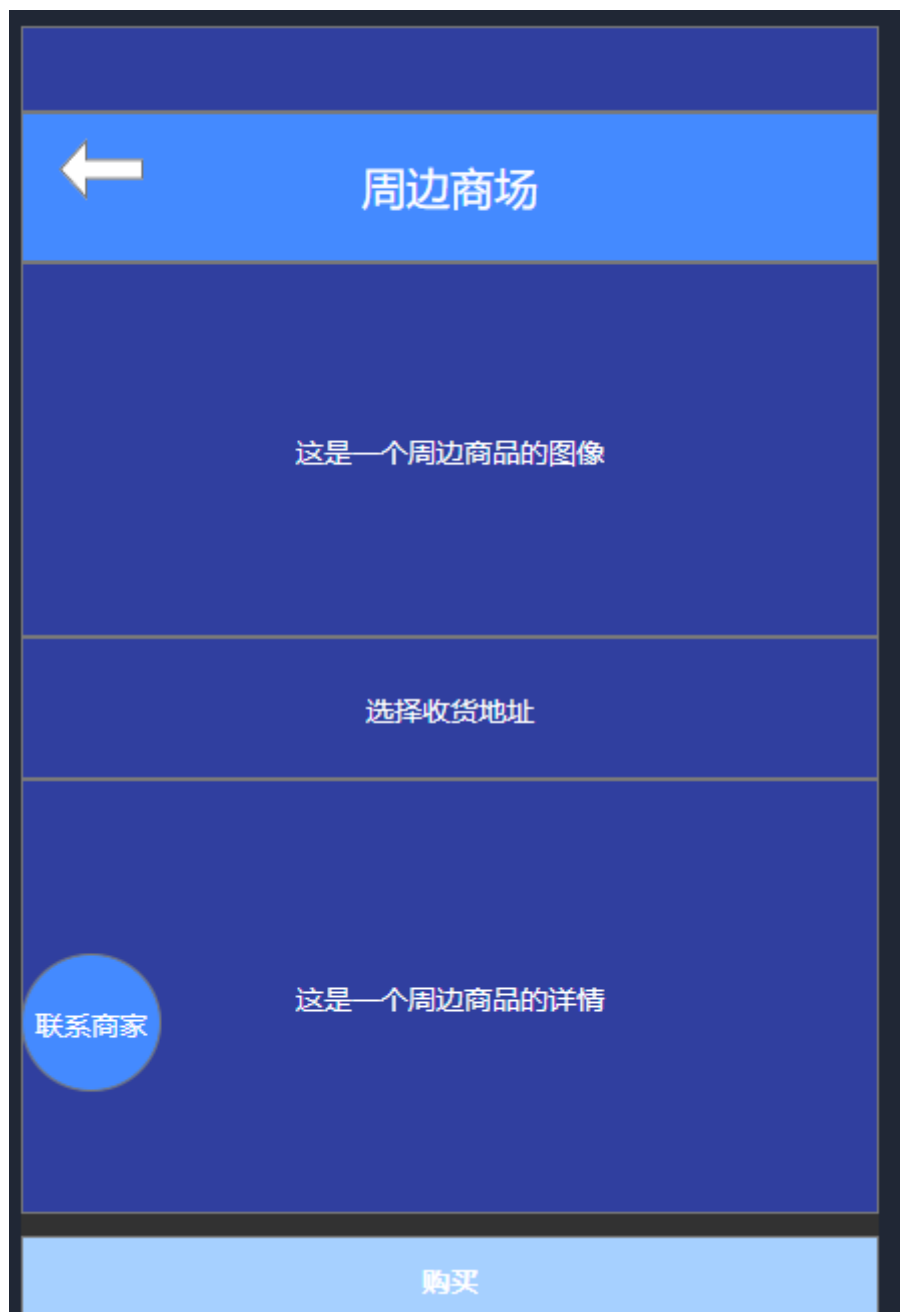 周边商场
这是一个周边商品的图像
选择收货地址
这是一个周边商品的详情
联系商家
购买